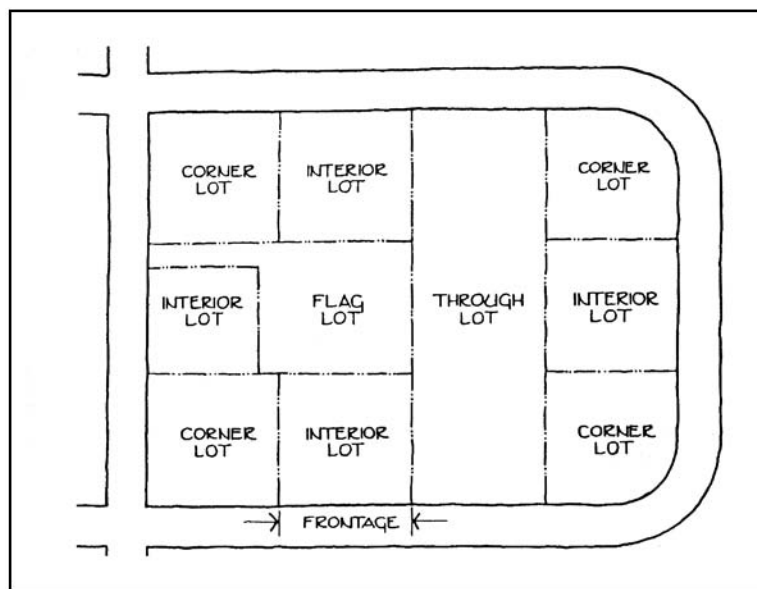 CORNER
LOT
INTERIOR
LOT
CORNER
LOT
INTERIOR
LOT
FLAG
LOT
THROUGH
LOT
INTERIOR
LOT
CORNER
LOT
INTERIOR
LOT
CORNER
LOT
FRONTAGE